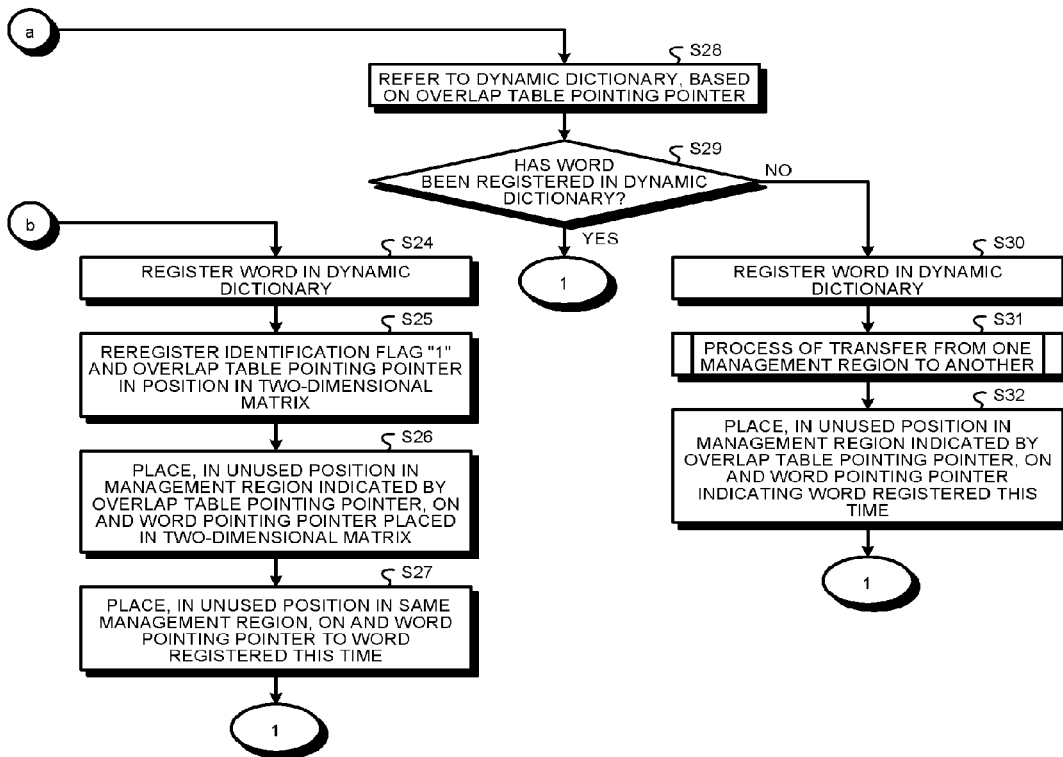 a
S28
REFER TO DYNAMIC DICTIONARY, BASED
ON OVERLAP TABLE POINTING POINTER
S29
HAS WORD
BEEN REGISTERED IN DYNAMIC
DICTIONARY?
NO
YES
1
b
S24
REGISTER WORD IN DYNAMIC
DICTIONARY
S25
REREGISTER IDENTIFICATION FLAG "1"
AND OVERLAP TABLE POINTING POINTER
IN POSITION IN TWO-DIMENSIONAL
MATRIX
S26
PLACE, IN UNUSED POSITION IN
MANAGEMENT REGION INDICATED BY
OVERLAP TABLE POINTING POINTER, ON
AND WORD POINTING POINTER PLACED
IN TWO-DIMENSIONAL MATRIX
S27
PLACE, IN UNUSED POSITION IN SAME
MANAGEMENT REGION, ON AND WORD
POINTING POINTER TO WORD
REGISTERED THIS TIME
1
S30
REGISTER WORD IN DYNAMIC
DICTIONARY
S31
PROCESS OF TRANSFER FROM ONE
MANAGEMENT REGION TO ANOTHER
S32
PLACE, IN UNUSED POSITION IN
MANAGEMENT REGION INDICATED BY
OVERLAP TABLE POINTING POINTER, ON
AND WORD POINTING POINTER
INDICATING WORD REGISTERED THIS
TIME
1